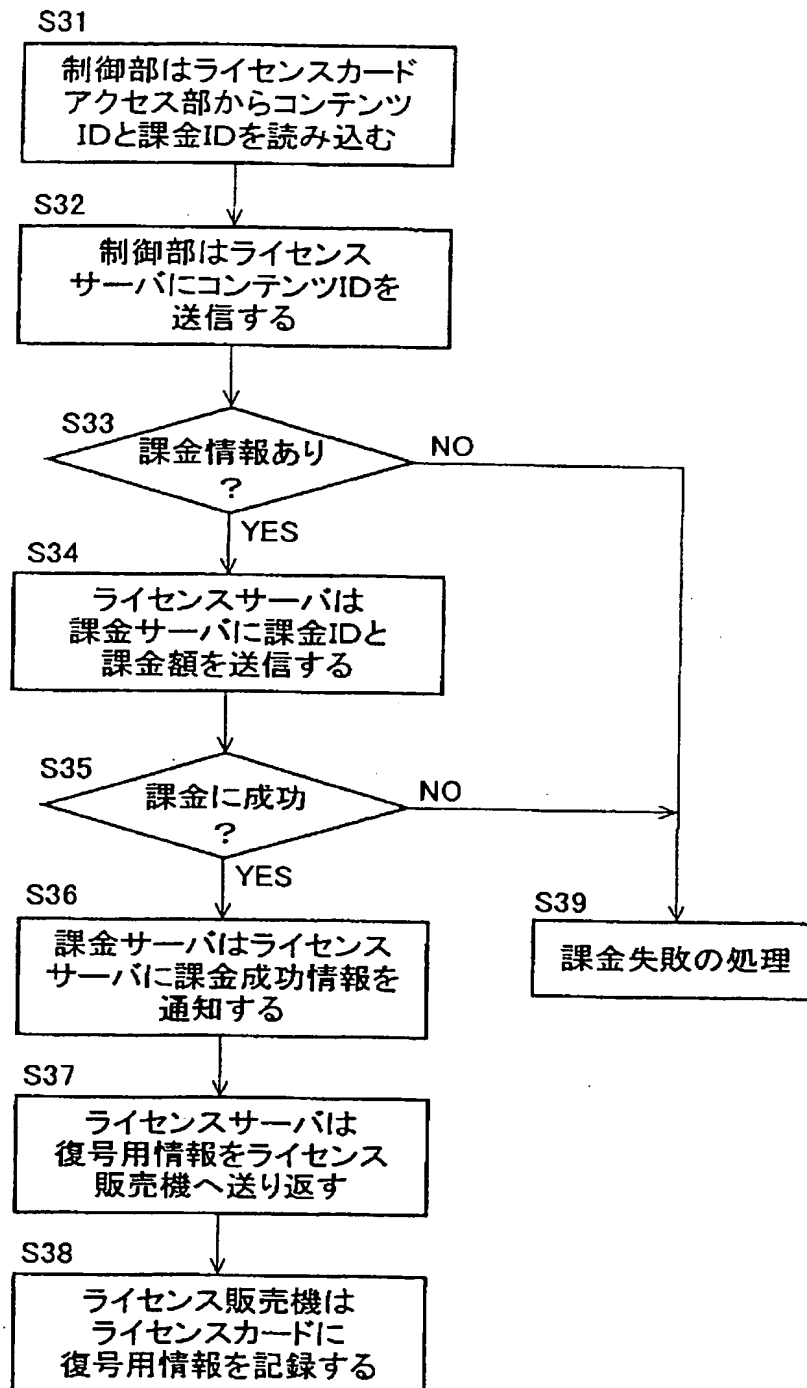 S31
制御部はライセンスカード
アクセス部からコンテンツ
IDと課金IDを読み込む
S32
制御部はライセンス
サーバにコンテンツIDを
送信する
S33
課金情報あり
?
NO
YES
S34
ライセンスサーバは
課金サーバに課金IDと
課金額を送信する
S35
課金に成功
?
NO
YES
S36
課金サーバはライセンス
サーバに課金成功情報を
通知する
S39
課金失敗の処理
S37
ライセンスサーバは
復号用情報をライセンス
販売機へ送り返す
S38
ライセンス販売機は
ライセンスカードに
復号用情報を記録する